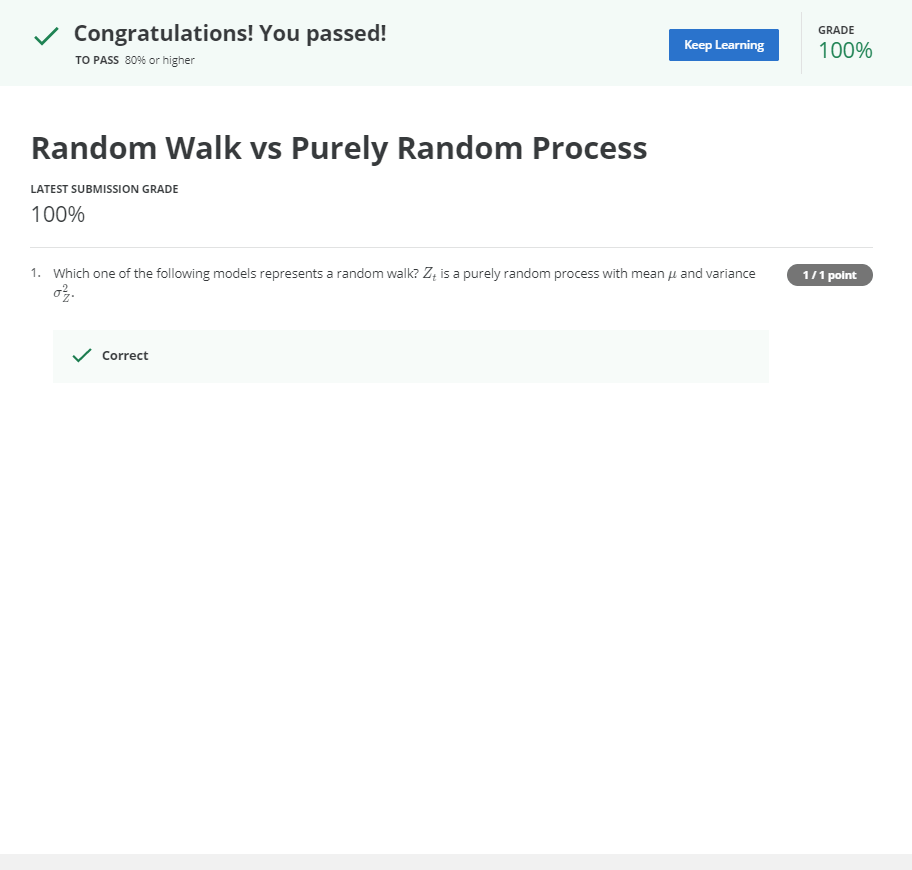 Congratulations! You passed!
TO PASS 80% or higher
Keep Learning
GRADE
100%
Random Walk vs Purely Random Process
LATEST SUBMISSION GRADE
100%
1. Which one of the following models represents a random walk? Z_t is a purely random process with mean μ and variance
σ_Z^2.
1 / 1 point
Correct